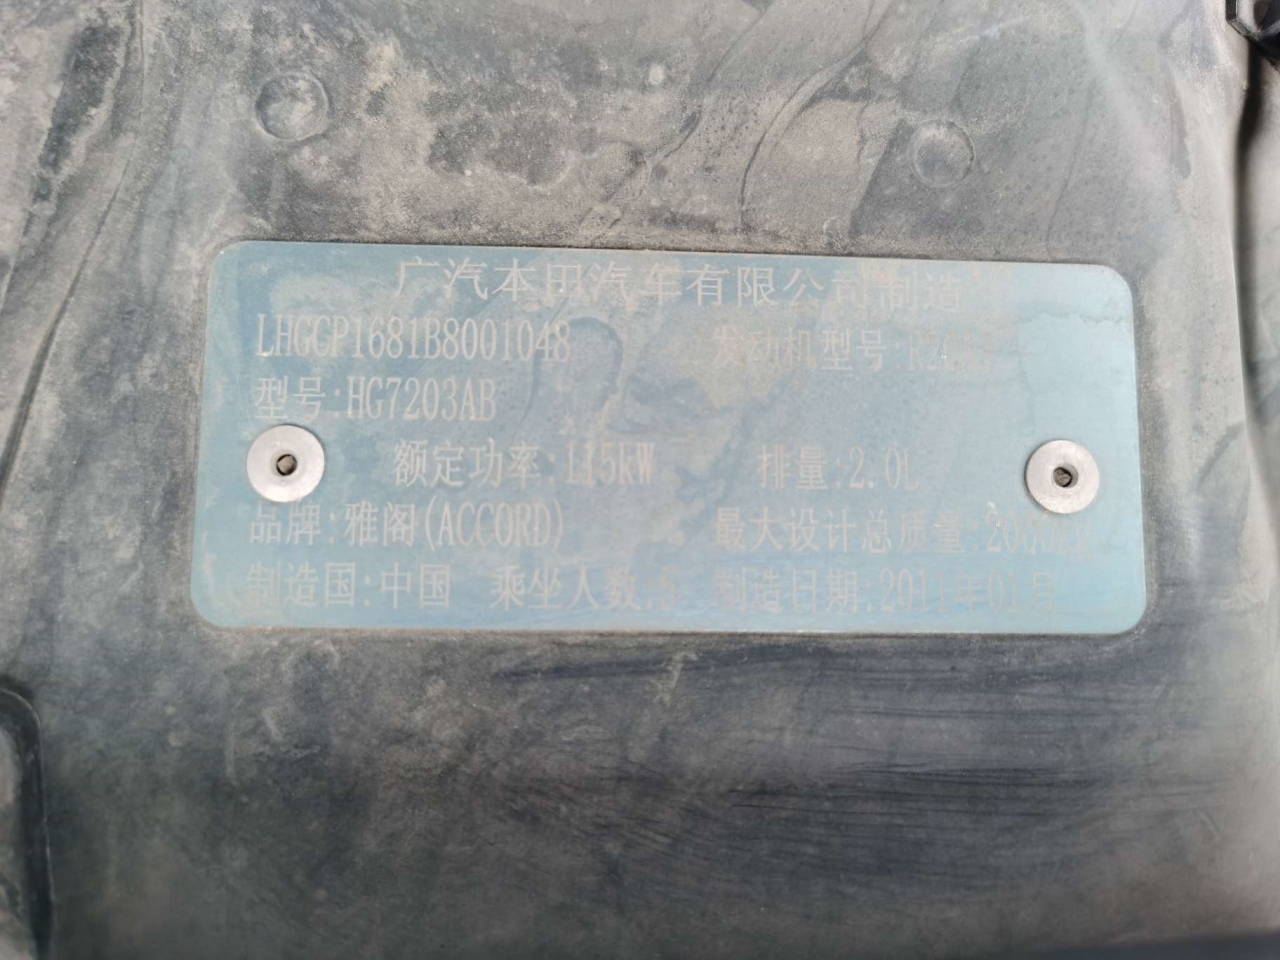 广汽本田汽车有限公司制造
LHGCP1681B8001048 发动机型号:
型号:HG7203AB
额定功率:115kW 排量:2.0L
品牌:雅阁(ACCORD) 最大设计总质量:
制造国:中国 乘坐人数:5 制造日期:2011年01月